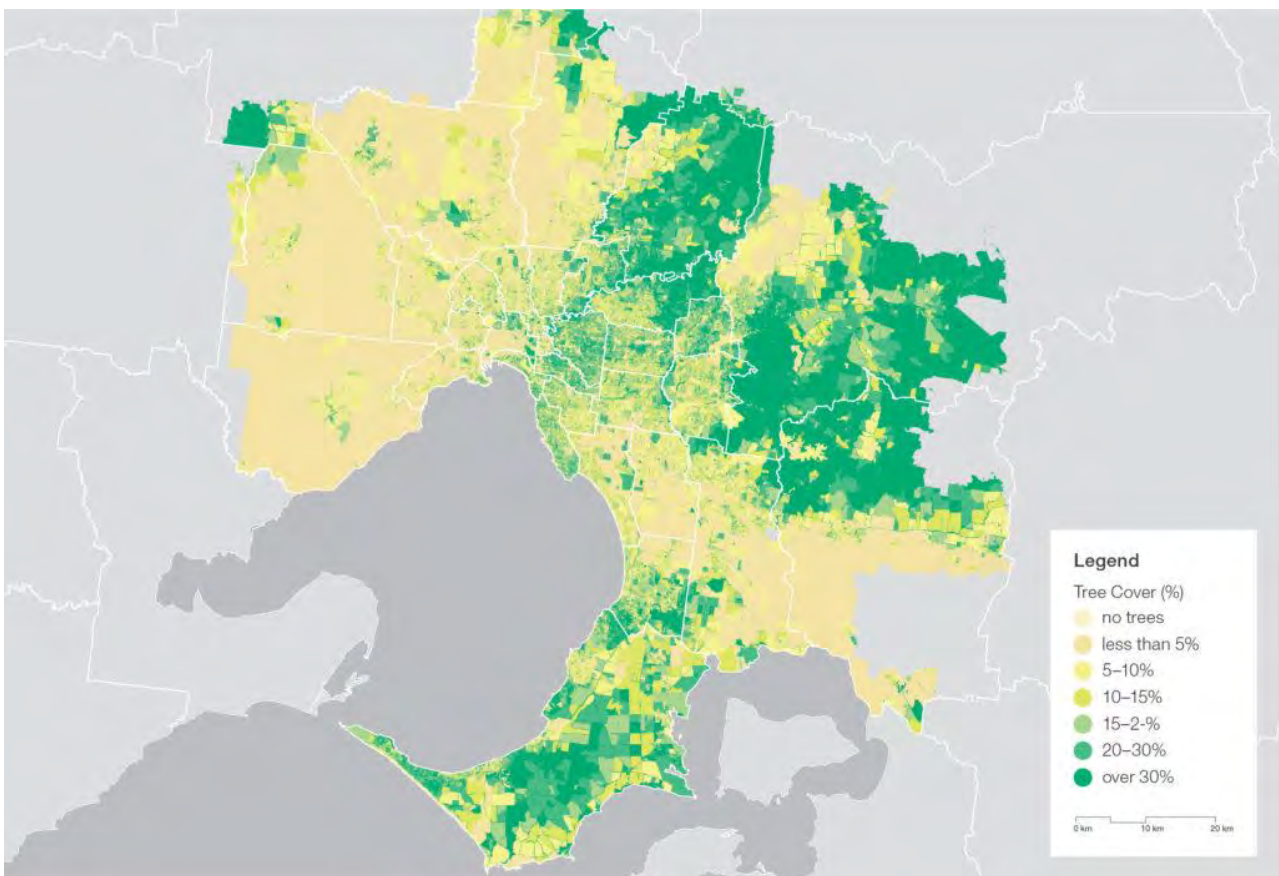 Legend
Tree Cover (%)
no trees
less than 5%
5–10%
10–15%
15–2-%
20–30%
over 30%
0 km 10 km 20 km